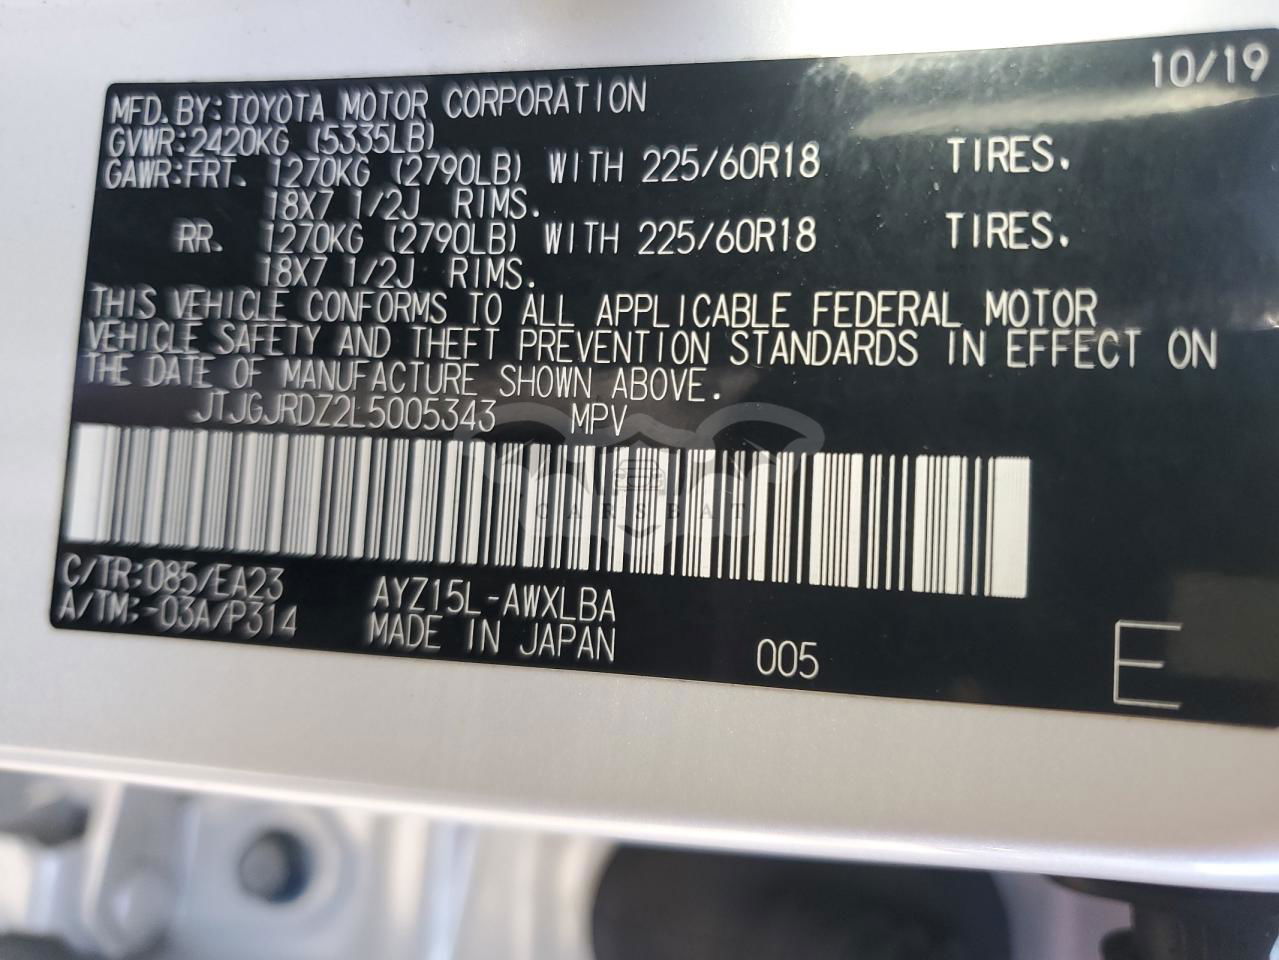 10/19
MFD.BY:TOYOTA MOTOR CORPORATION
GVWR:2420KG (5335LB)
GAWR:FRT. 1270KG (2790LB) WITH 225/60R18 TIRES.
18X7 1/2J RIMS.
RR. 1270KG (2790LB) WITH 225/60R18 TIRES.
18X7 1/2J RIMS.
THIS VEHICLE CONFORMS TO ALL APPLICABLE FEDERAL MOTOR
VEHICLE SAFETY AND THEFT PREVENTION STANDARDS IN EFFECT ON
THE DATE OF MANUFACTURE SHOWN ABOVE.
JTJGJRDZ2L5005343 MPV
CARSBAT
C/TR:085/EA23 AYZ15L-AWXLBA
A/TM:-03A/P314 MADE IN JAPAN
005
E